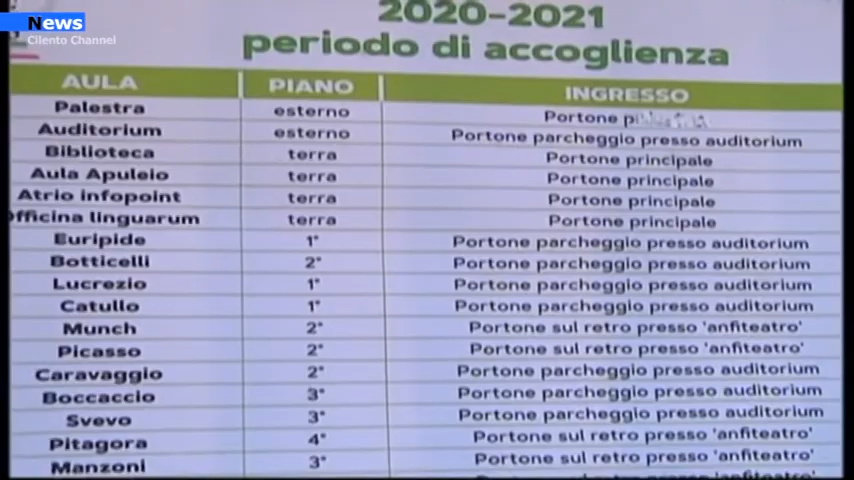 News
Cilento Channel
2020-2021
periodo di accoglienza
AULA PIANO INGRESSO
Palestra esterno Portone
Auditorium esterno Portone parcheggio presso auditorium
Biblioteca terra Portone principale
Aula Apuleio terra Portone principale
Atrio infopoint terra Portone principale
Officina linguarum terra Portone principale
Euripide 1° Portone parcheggio presso auditorium
Botticelli 2° Portone parcheggio presso auditorium
Lucrezio 1° Portone parcheggio presso auditorium
Catullo 1° Portone parcheggio presso auditorium
Munch 2° Portone sul retro presso 'anfiteatro'
Picasso 2° Portone sul retro presso 'anfiteatro'
Caravaggio 2° Portone parcheggio presso auditorium
Boccaccio 3° Portone parcheggio presso auditorium
Svevo 3° Portone parcheggio presso auditorium
Pitagora 4° Portone sul retro presso 'anfiteatro'
Manzoni 3° Portone sul retro presso 'anfiteatro'